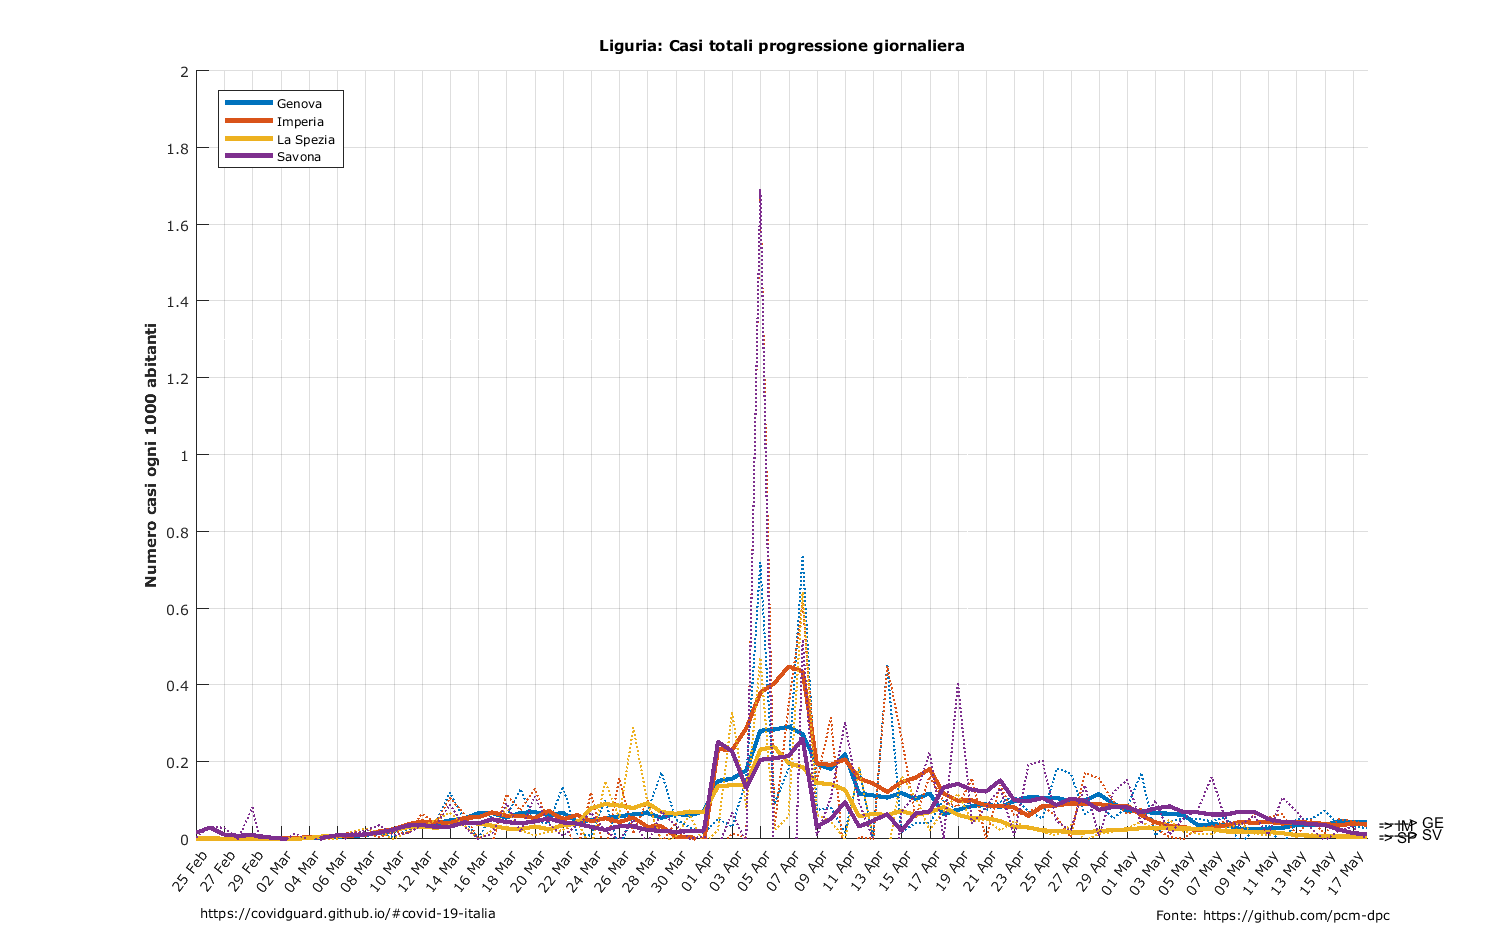 Liguria: Casi totali progressione giornaliera
Numero casi ogni 1000 abitanti
2
1.8
1.6
1.4
1.2
1
0.8
0.6
0.4
0.2
0
Genova
Imperia
La Spezia
Savona
25 Feb
27 Feb
29 Feb
02 Mar
04 Mar
06 Mar
08 Mar
10 Mar
12 Mar
14 Mar
16 Mar
18 Mar
20 Mar
22 Mar
24 Mar
26 Mar
28 Mar
30 Mar
01 Apr
03 Apr
05 Apr
07 Apr
09 Apr
11 Apr
13 Apr
15 Apr
17 Apr
19 Apr
21 Apr
23 Apr
25 Apr
27 Apr
29 Apr
01 May
03 May
05 May
07 May
09 May
11 May
13 May
15 May
17 May
GE
IM
SV
SP
https://covidguard.github.io/#covid-19-italia
Fonte: https://github.com/pcm-dpc